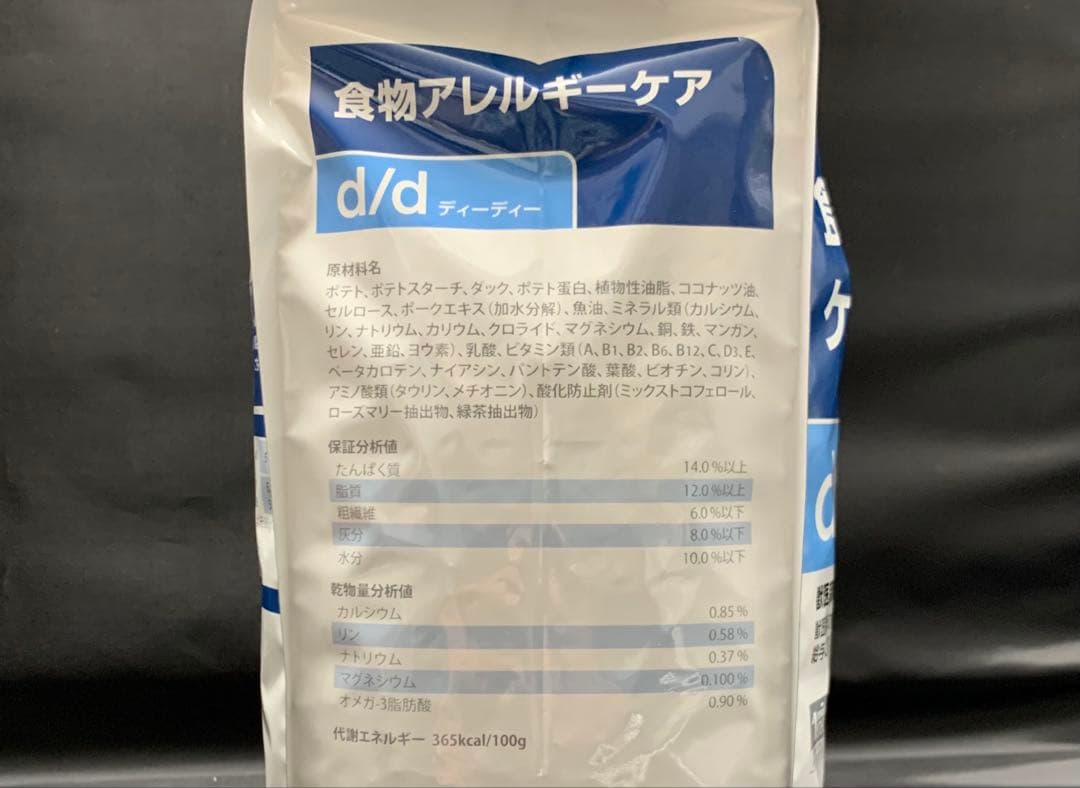 食物アレルギーケア
d/d ディーディー
原材料名
ポテト、ポテトスターチ、ダック、ポテト蛋白、植物性油脂、ココナッツ油、
セルロース、ポークエキス（加水分解）、魚油、ミネラル類（カルシウム、
リン、ナトリウム、カリウム、クロライド、マグネシウム、銅、鉄、マンガン、
セレン、亜鉛、ヨウ素）、乳酸、ビタミン類（A、B1、B2、B6、B12、C、D3、E、
ベータカロテン、ナイアシン、パントテン酸、葉酸、ビオチン、コリン）、
アミノ酸類（タウリン、メチオニン）、酸化防止剤（ミックストコフェロール、
ローズマリー抽出物、緑茶抽出物）
保証分析値
たんぱく質 14.0%以上
脂質 12.0%以上
粗繊維 6.0%以下
灰分 8.0%以下
水分 10.0%以下
乾物量分析値
カルシウム 0.85%
リン 0.58%
ナトリウム 0.37%
マグネシウム 0.100%
オメガ-3脂肪酸 0.90%
代謝エネルギー 365kcal/100g
食
ケ